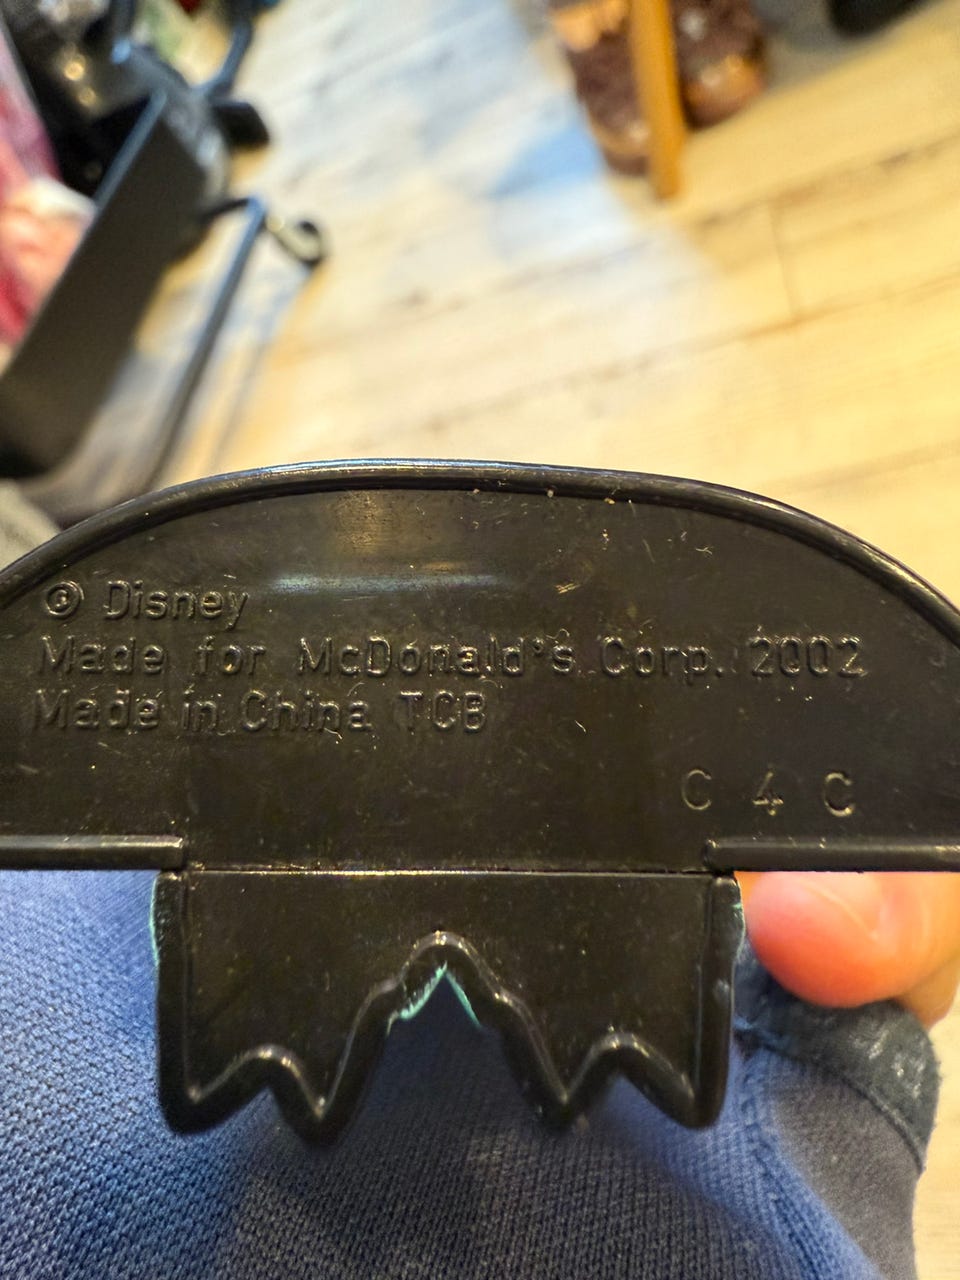 © Disney
Made for McDonald's Corp. 2002
Made in China TCB
C 4 C